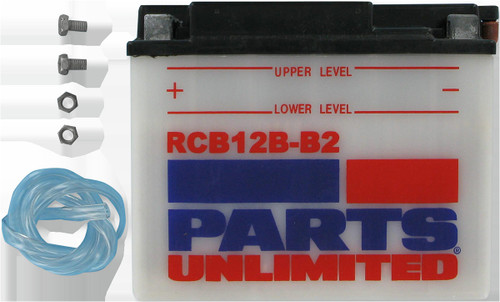 UPPER LEVEL
+ −
LOWER LEVEL
RCB12B-B2
PARTS
UNLIMITED®